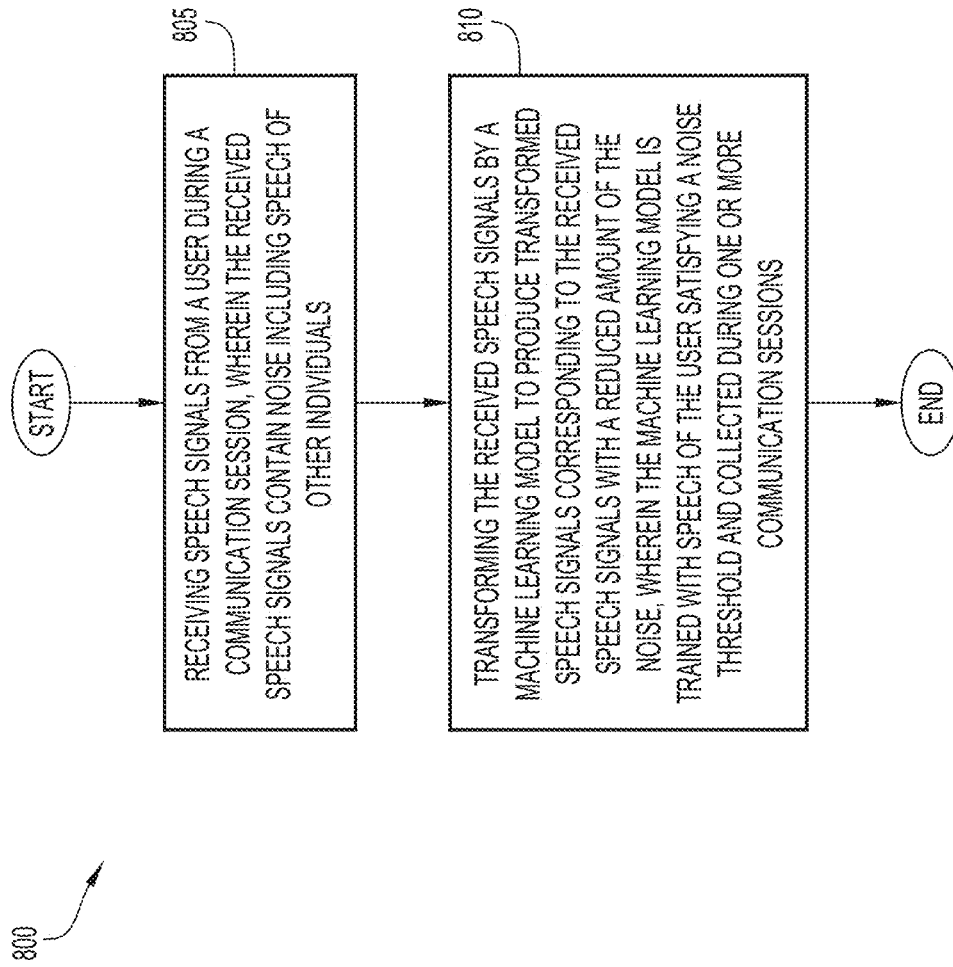 800
START
805
RECEIVING SPEECH SIGNALS FROM A USER DURING A
COMMUNICATION SESSION, WHEREIN THE RECEIVED
SPEECH SIGNALS CONTAIN NOISE INCLUDING SPEECH OF
OTHER INDIVIDUALS
810
TRANSFORMING THE RECEIVED SPEECH SIGNALS BY A
MACHINE LEARNING MODEL TO PRODUCE TRANSFORMED
SPEECH SIGNALS CORRESPONDING TO THE RECEIVED
SPEECH SIGNALS WITH A REDUCED AMOUNT OF THE
NOISE, WHEREIN THE MACHINE LEARNING MODEL IS
TRAINED WITH SPEECH OF THE USER SATISFYING A NOISE
THRESHOLD AND COLLECTED DURING ONE OR MORE
COMMUNICATION SESSIONS
END